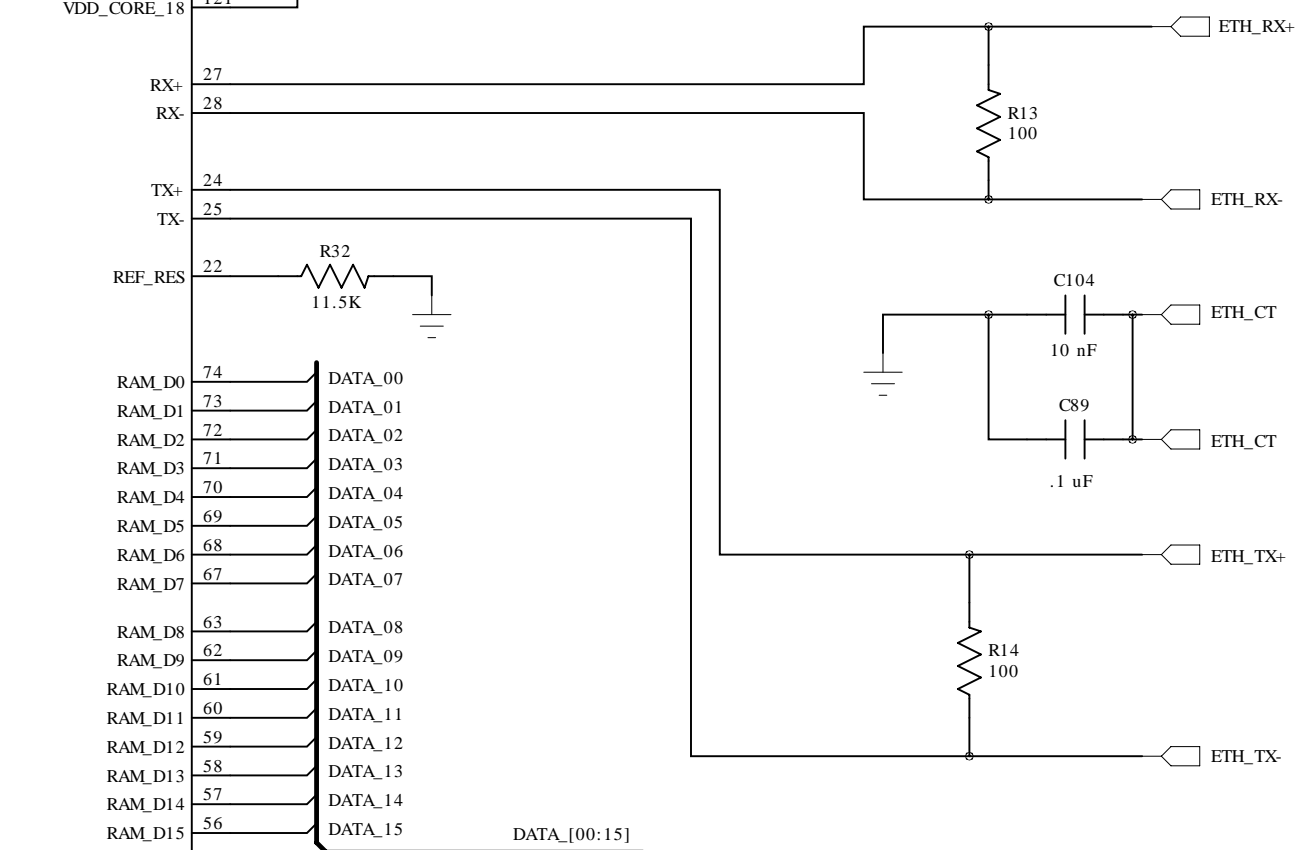 VDD_CORE_18
ETH_RX+
RX+ 27
RX- 28
R13
100
TX+ 24
TX- 25
ETH_RX-
R32
REF_RES 22
11.5K
C104
ETH_CT
10 nF
RAM_D0 74 DATA_00
RAM_D1 73 DATA_01
C89
RAM_D2 72 DATA_02
ETH_CT
RAM_D3 71 DATA_03
.1 uF
RAM_D4 70 DATA_04
RAM_D5 69 DATA_05
RAM_D6 68 DATA_06
ETH_TX+
RAM_D7 67 DATA_07
RAM_D8 63 DATA_08
RAM_D9 62 DATA_09
R14
100
RAM_D10 61 DATA_10
RAM_D11 60 DATA_11
RAM_D12 59 DATA_12
ETH_TX-
RAM_D13 58 DATA_13
RAM_D14 57 DATA_14
RAM_D15 56 DATA_15
DATA_[00:15]